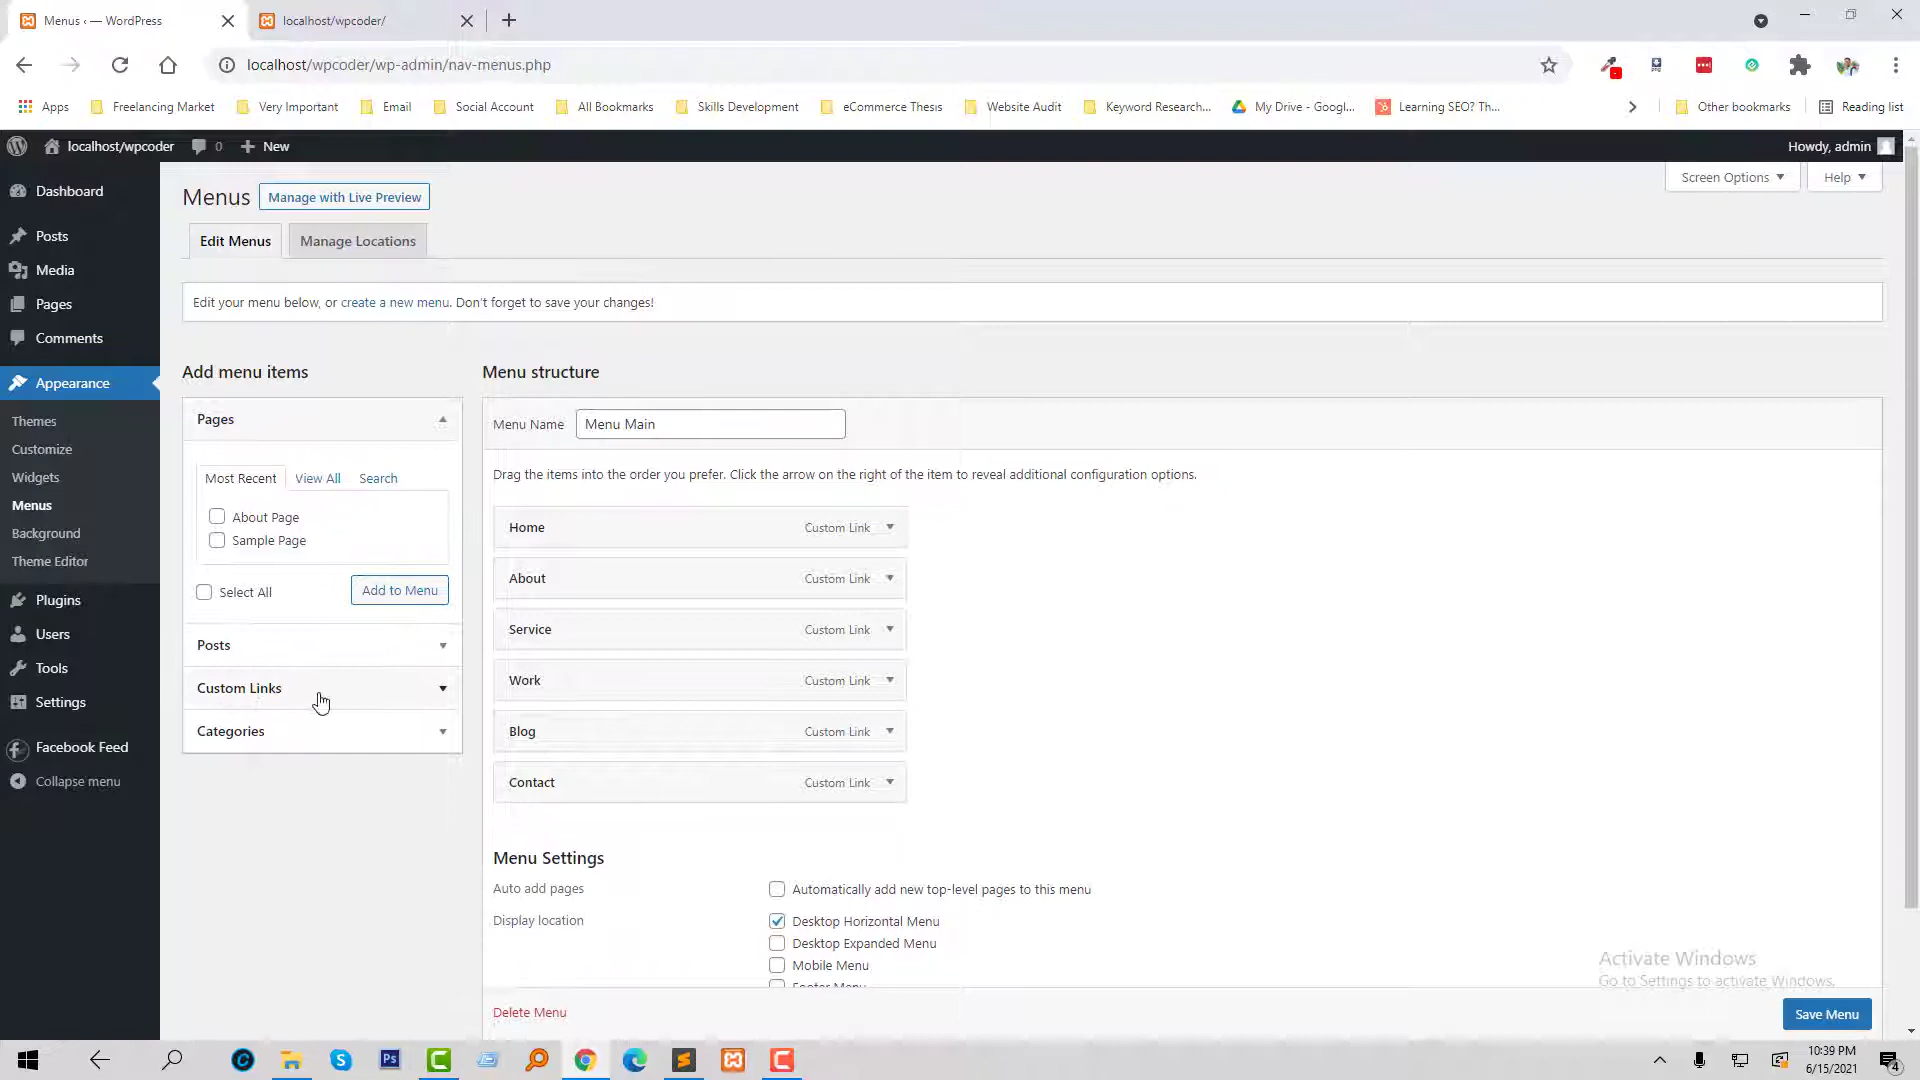 Menus ‹ — WordPress
localhost/wpcoder/
localhost/wpcoder/wp-admin/nav-menus.php
Apps
Freelancing Market
Very Important
Email
Social Account
All Bookmarks
Skills Development
eCommerce Thesis
Website Audit
Keyword Research...
My Drive - Googl...
Learning SEO? Th...
Other bookmarks
Reading list
localhost/wpcoder
0
New
Howdy, admin
Dashboard
Posts
Media
Pages
Comments
Appearance
Themes
Customize
Widgets
Menus
Background
Theme Editor
Plugins
Users
Tools
Settings
Facebook Feed
Collapse menu
Menus
Manage with Live Preview
Screen Options
Help
Edit Menus
Manage Locations
Edit your menu below, or create a new menu. Don't forget to save your changes!
Add menu items
Pages
Most Recent
View All
Search
About Page
Sample Page
Select All
Add to Menu
Posts
Custom Links
Categories
Menu structure
Menu Name
Menu Main
Drag the items into the order you prefer. Click the arrow on the right of the item to reveal additional configuration options.
Home
Custom Link
About
Custom Link
Service
Custom Link
Work
Custom Link
Blog
Custom Link
Contact
Custom Link
Menu Settings
Auto add pages
Automatically add new top-level pages to this menu
Display location
Desktop Horizontal Menu
Desktop Expanded Menu
Mobile Menu
Footer Menu
Delete Menu
Save Menu
Activate Windows
Go to Settings to activate Windows.
Ps
10:39 PM
6/15/2021
4